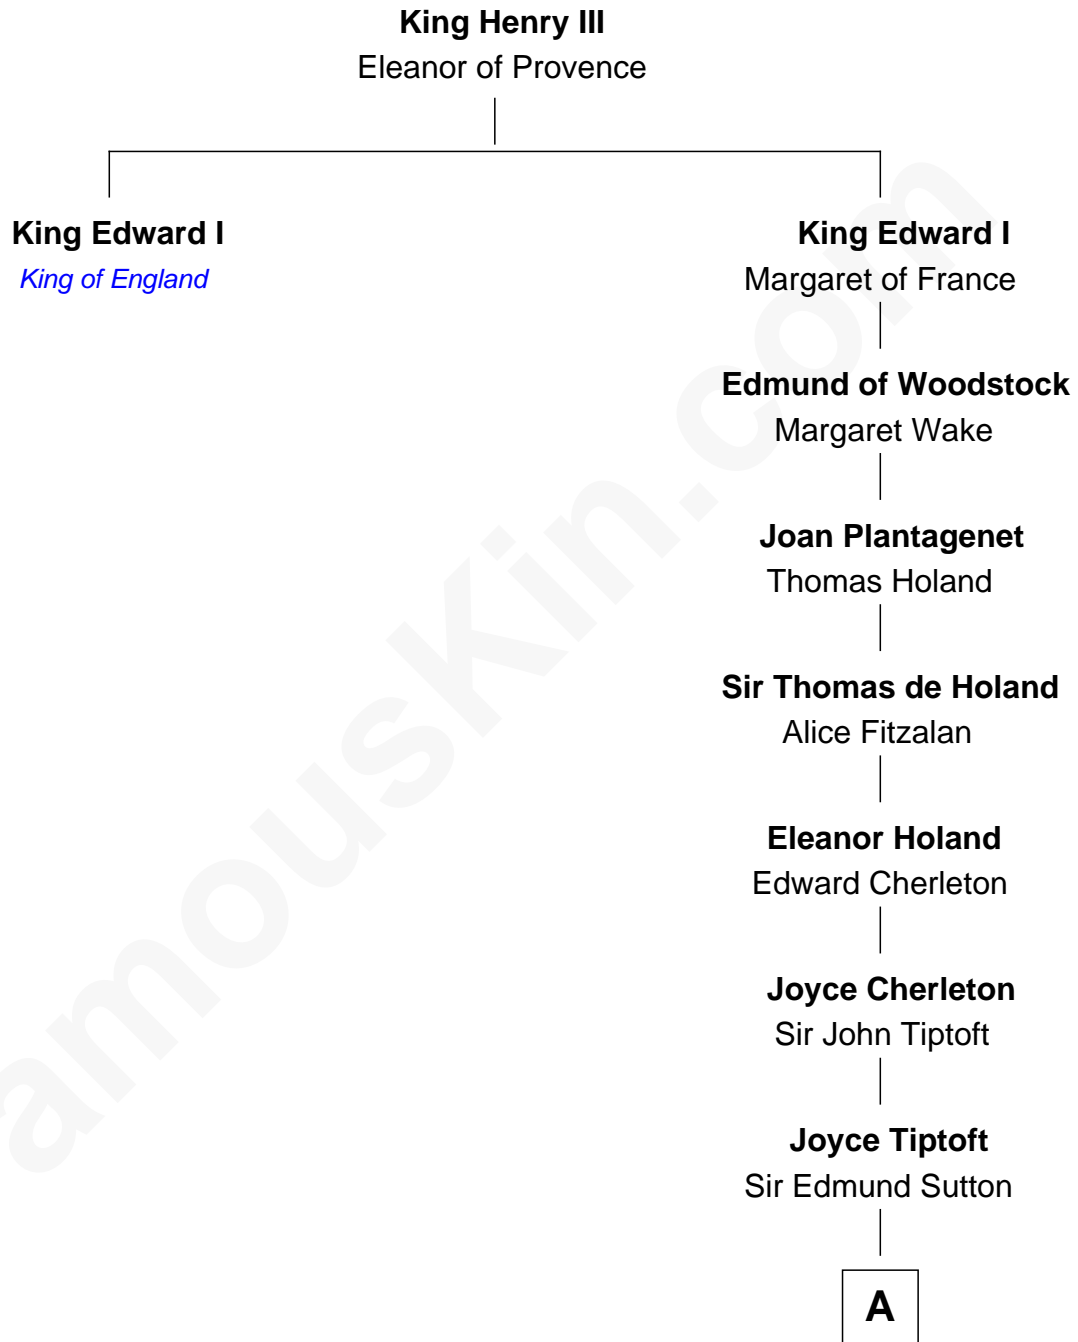 King Henry III
Eleanor of Provence
King Edward I
King of England
King Edward I
Margaret of France
Edmund of Woodstock
Margaret Wake
Joan Plantagenet
Thomas Holand
Sir Thomas de Holand
Alice Fitzalan
Eleanor Holand
Edward Cherleton
Joyce Cherleton
Sir John Tiptoft
Joyce Tiptoft
Sir Edmund Sutton
A
amousKin.com